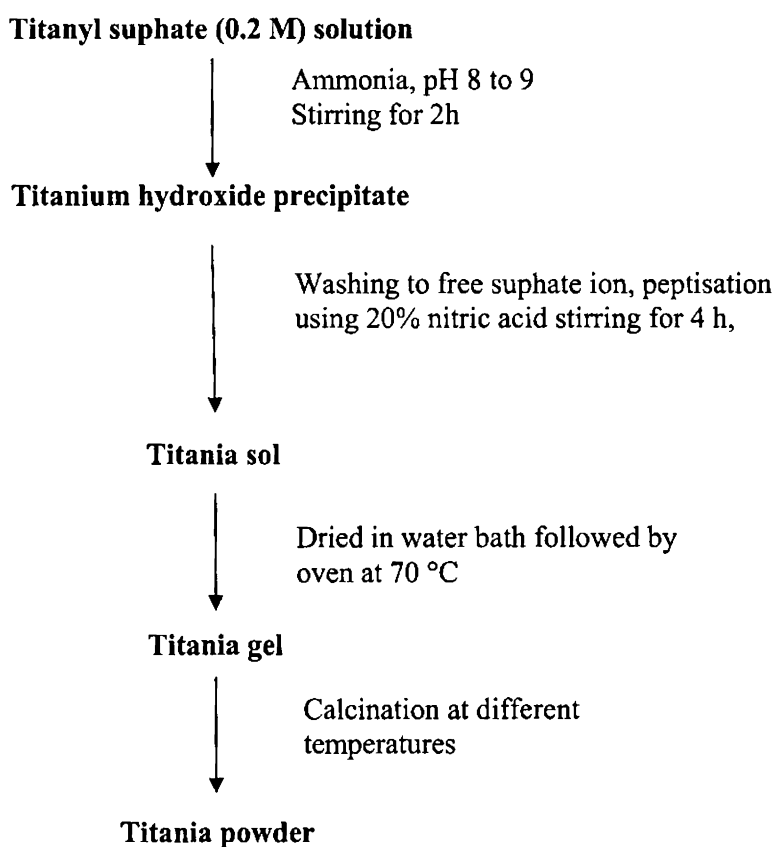 Titanyl suphate (0.2 M) solution
Ammonia, pH 8 to 9
Stirring for 2h
Titanium hydroxide precipitate
Washing to free suphate ion, peptisation
using 20% nitric acid stirring for 4 h,
Titania sol
Dried in water bath followed by
oven at 70 °C
Titania gel
Calcination at different
temperatures
Titania powder